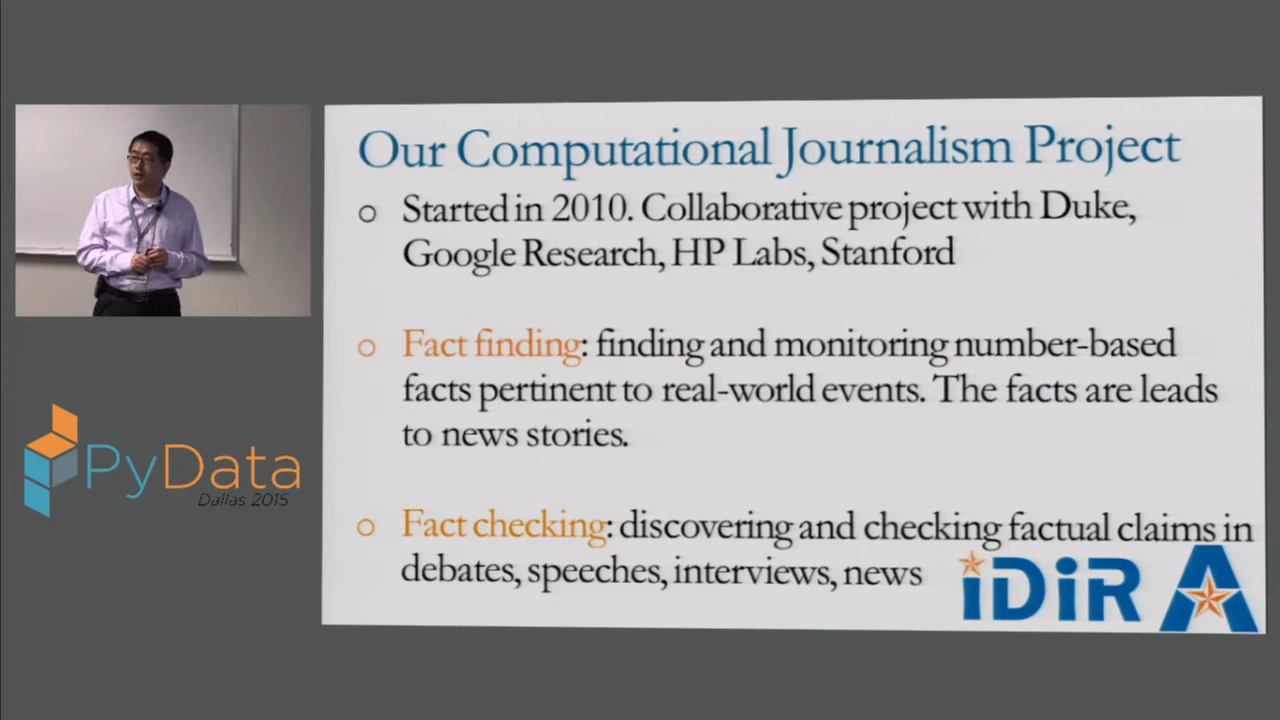 Our Computational Journalism Project
Started in 2010. Collaborative project with Duke,
Google Research, HP Labs, Stanford
Fact finding: finding and monitoring number-based
facts pertinent to real-world events. The facts are leads
to news stories.
Fact checking: discovering and checking factual claims in
debates, speeches, interviews, news
iDiR A
PyData
Dallas 2015